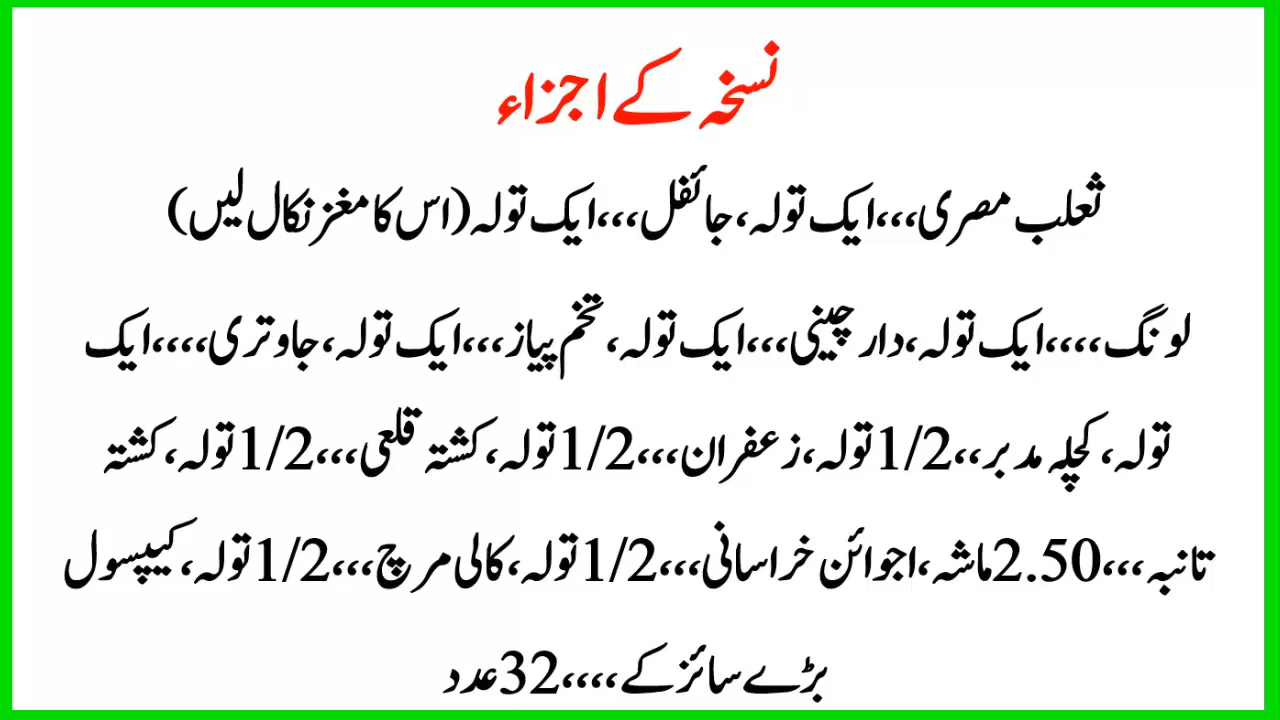 نسخہ کے اجزاء
ثعلب مصری،،،ایک تولہ،جائفل،،،ایک تولہ(اس کا مغز نکال لیں)
لونگ،،،،ایک تولہ،دار چینی،،،ایک تولہ،تخم پیاز،،،ایک تولہ،جاوتری،،،،ایک
تولہ،کچلہ مدبر،،1/2تولہ،زعفران،،،1/2تولہ،کشتہ قلعی،،،1/2تولہ،کشتہ
تانبہ،،،2.50ماشہ،اجوائن خراسانی،،،1/2تولہ،کالی مرچ،،،1/2تولہ،کیپسول
بڑے سائز کے،،،،32عدد